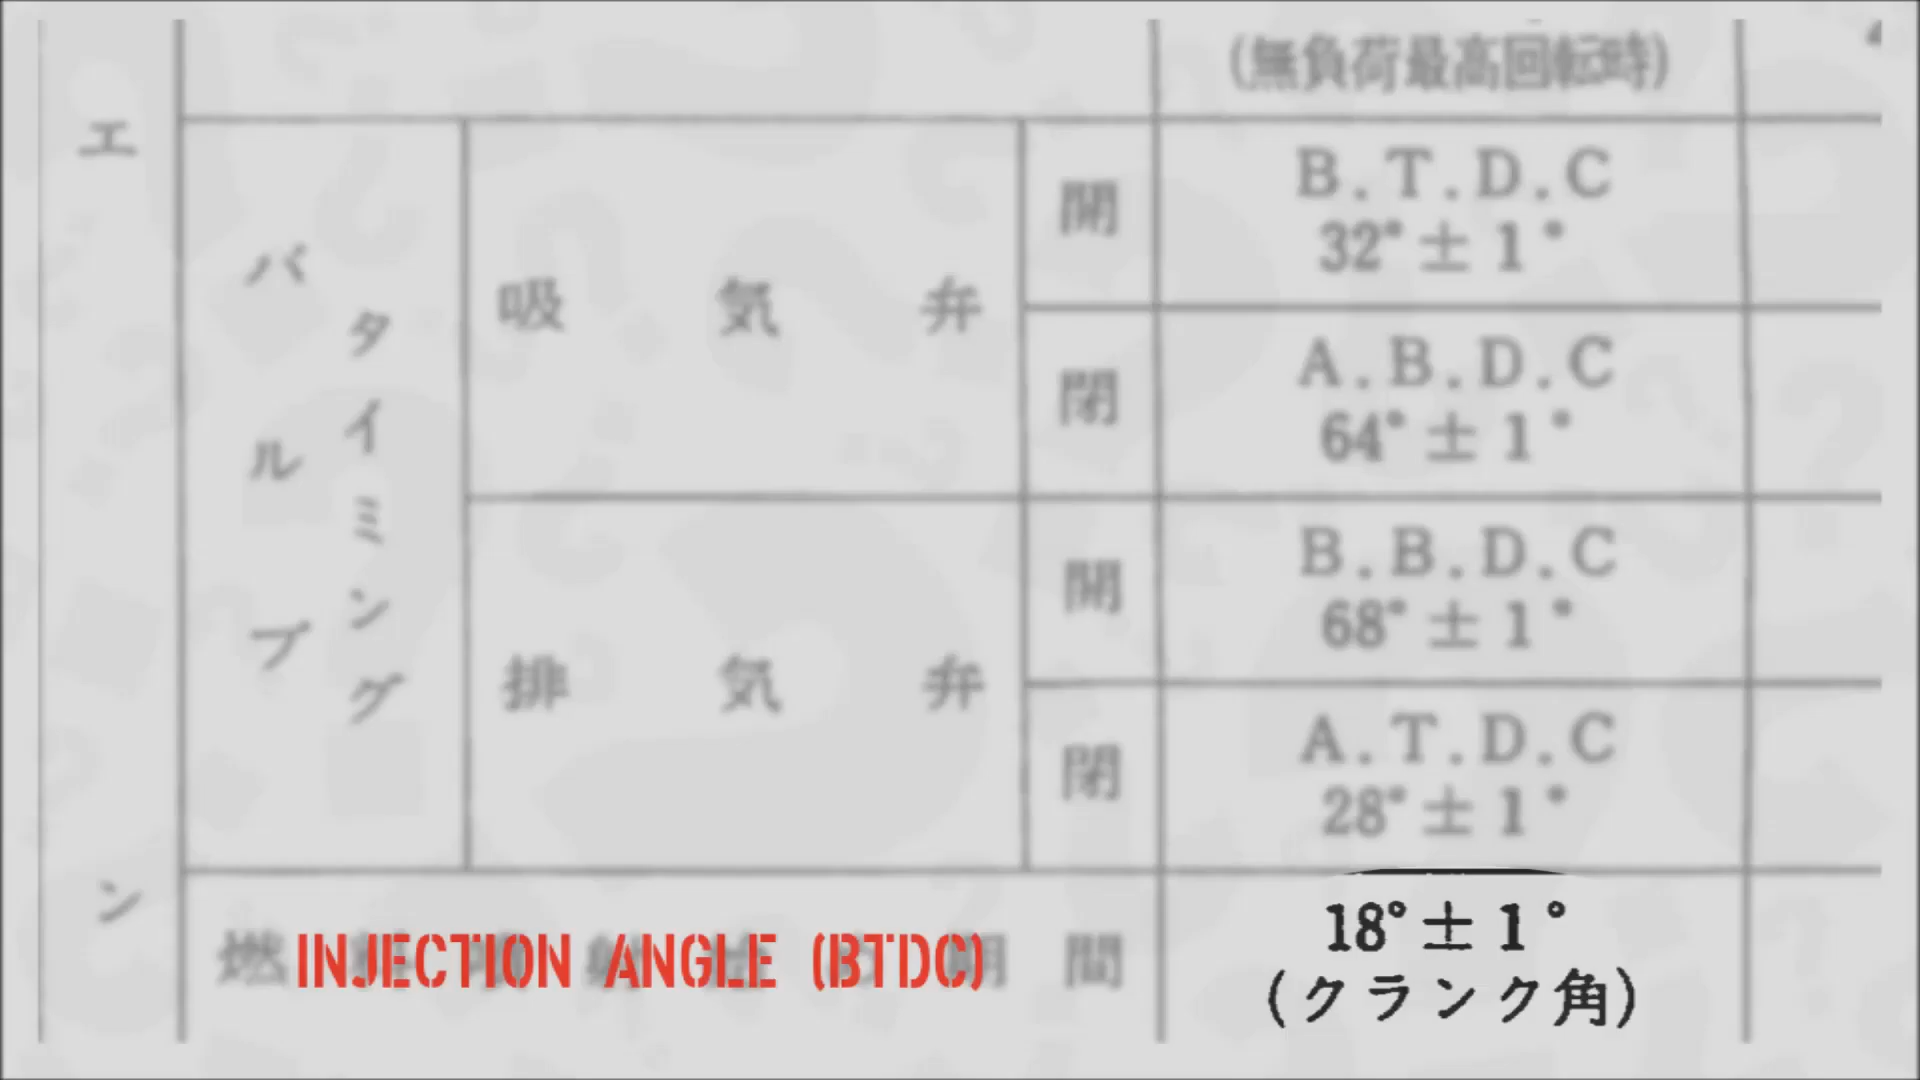 (無負荷最高回転時)
エ
バルブ
タイミング
吸気弁
開
B.T.D.C
32°±1°
閉
A.B.D.C
64°±1°
排気弁
開
B.B.D.C
68°±1°
閉
A.T.D.C
28°±1°
ン
燃
INJECTION ANGLE (BTDC)
間
18°±1°
(クランク角)